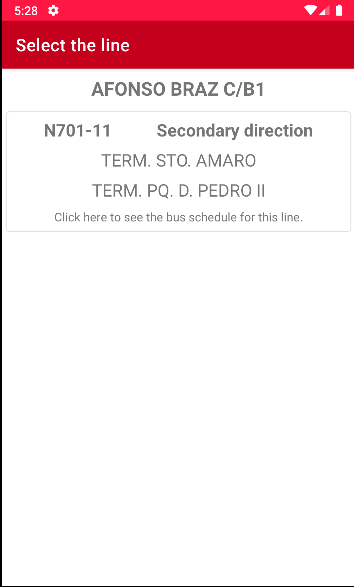 5:28
Select the line
AFONSO BRAZ C/B1
N701-11 Secondary direction
TERM. STO. AMARO
TERM. PQ. D. PEDRO II
Click here to see the bus schedule for this line.